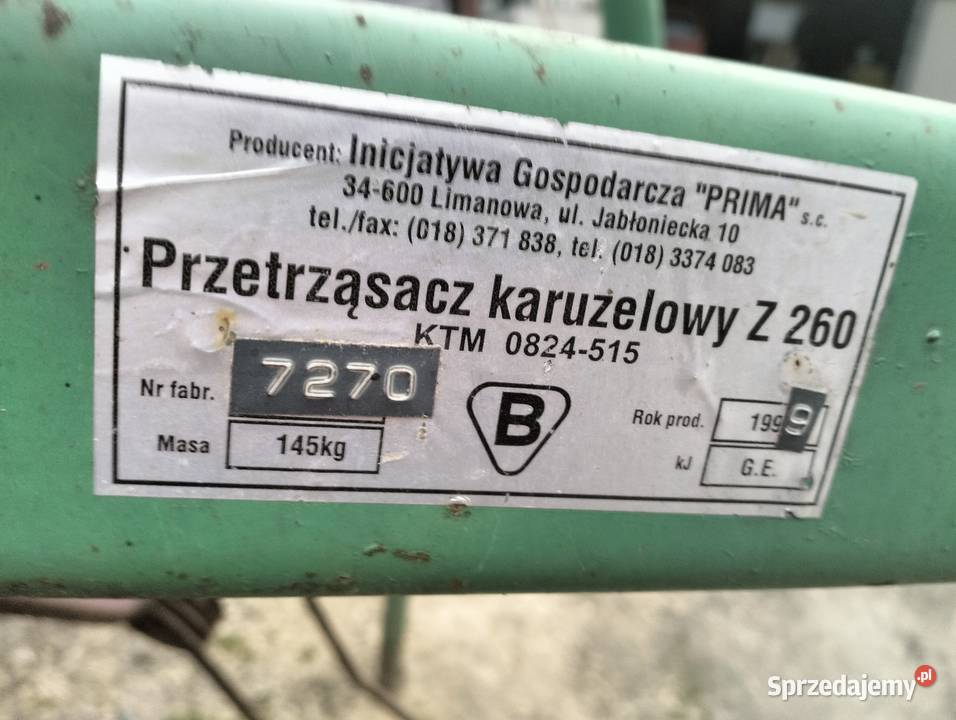 Producent: Inicjatywa Gospodarcza "PRIMA" s.c.
34-600 Limanowa, ul. Jabłoniecka 10
tel./fax: (018) 371 838, tel. (018) 3374 083
Przetrząsacz karuzelowy Z 260
KTM 0824-515
Nr fabr. 7270
Masa 145kg
B
Rok prod. 1999
kJ G.E.
Sprzedajemy.pl